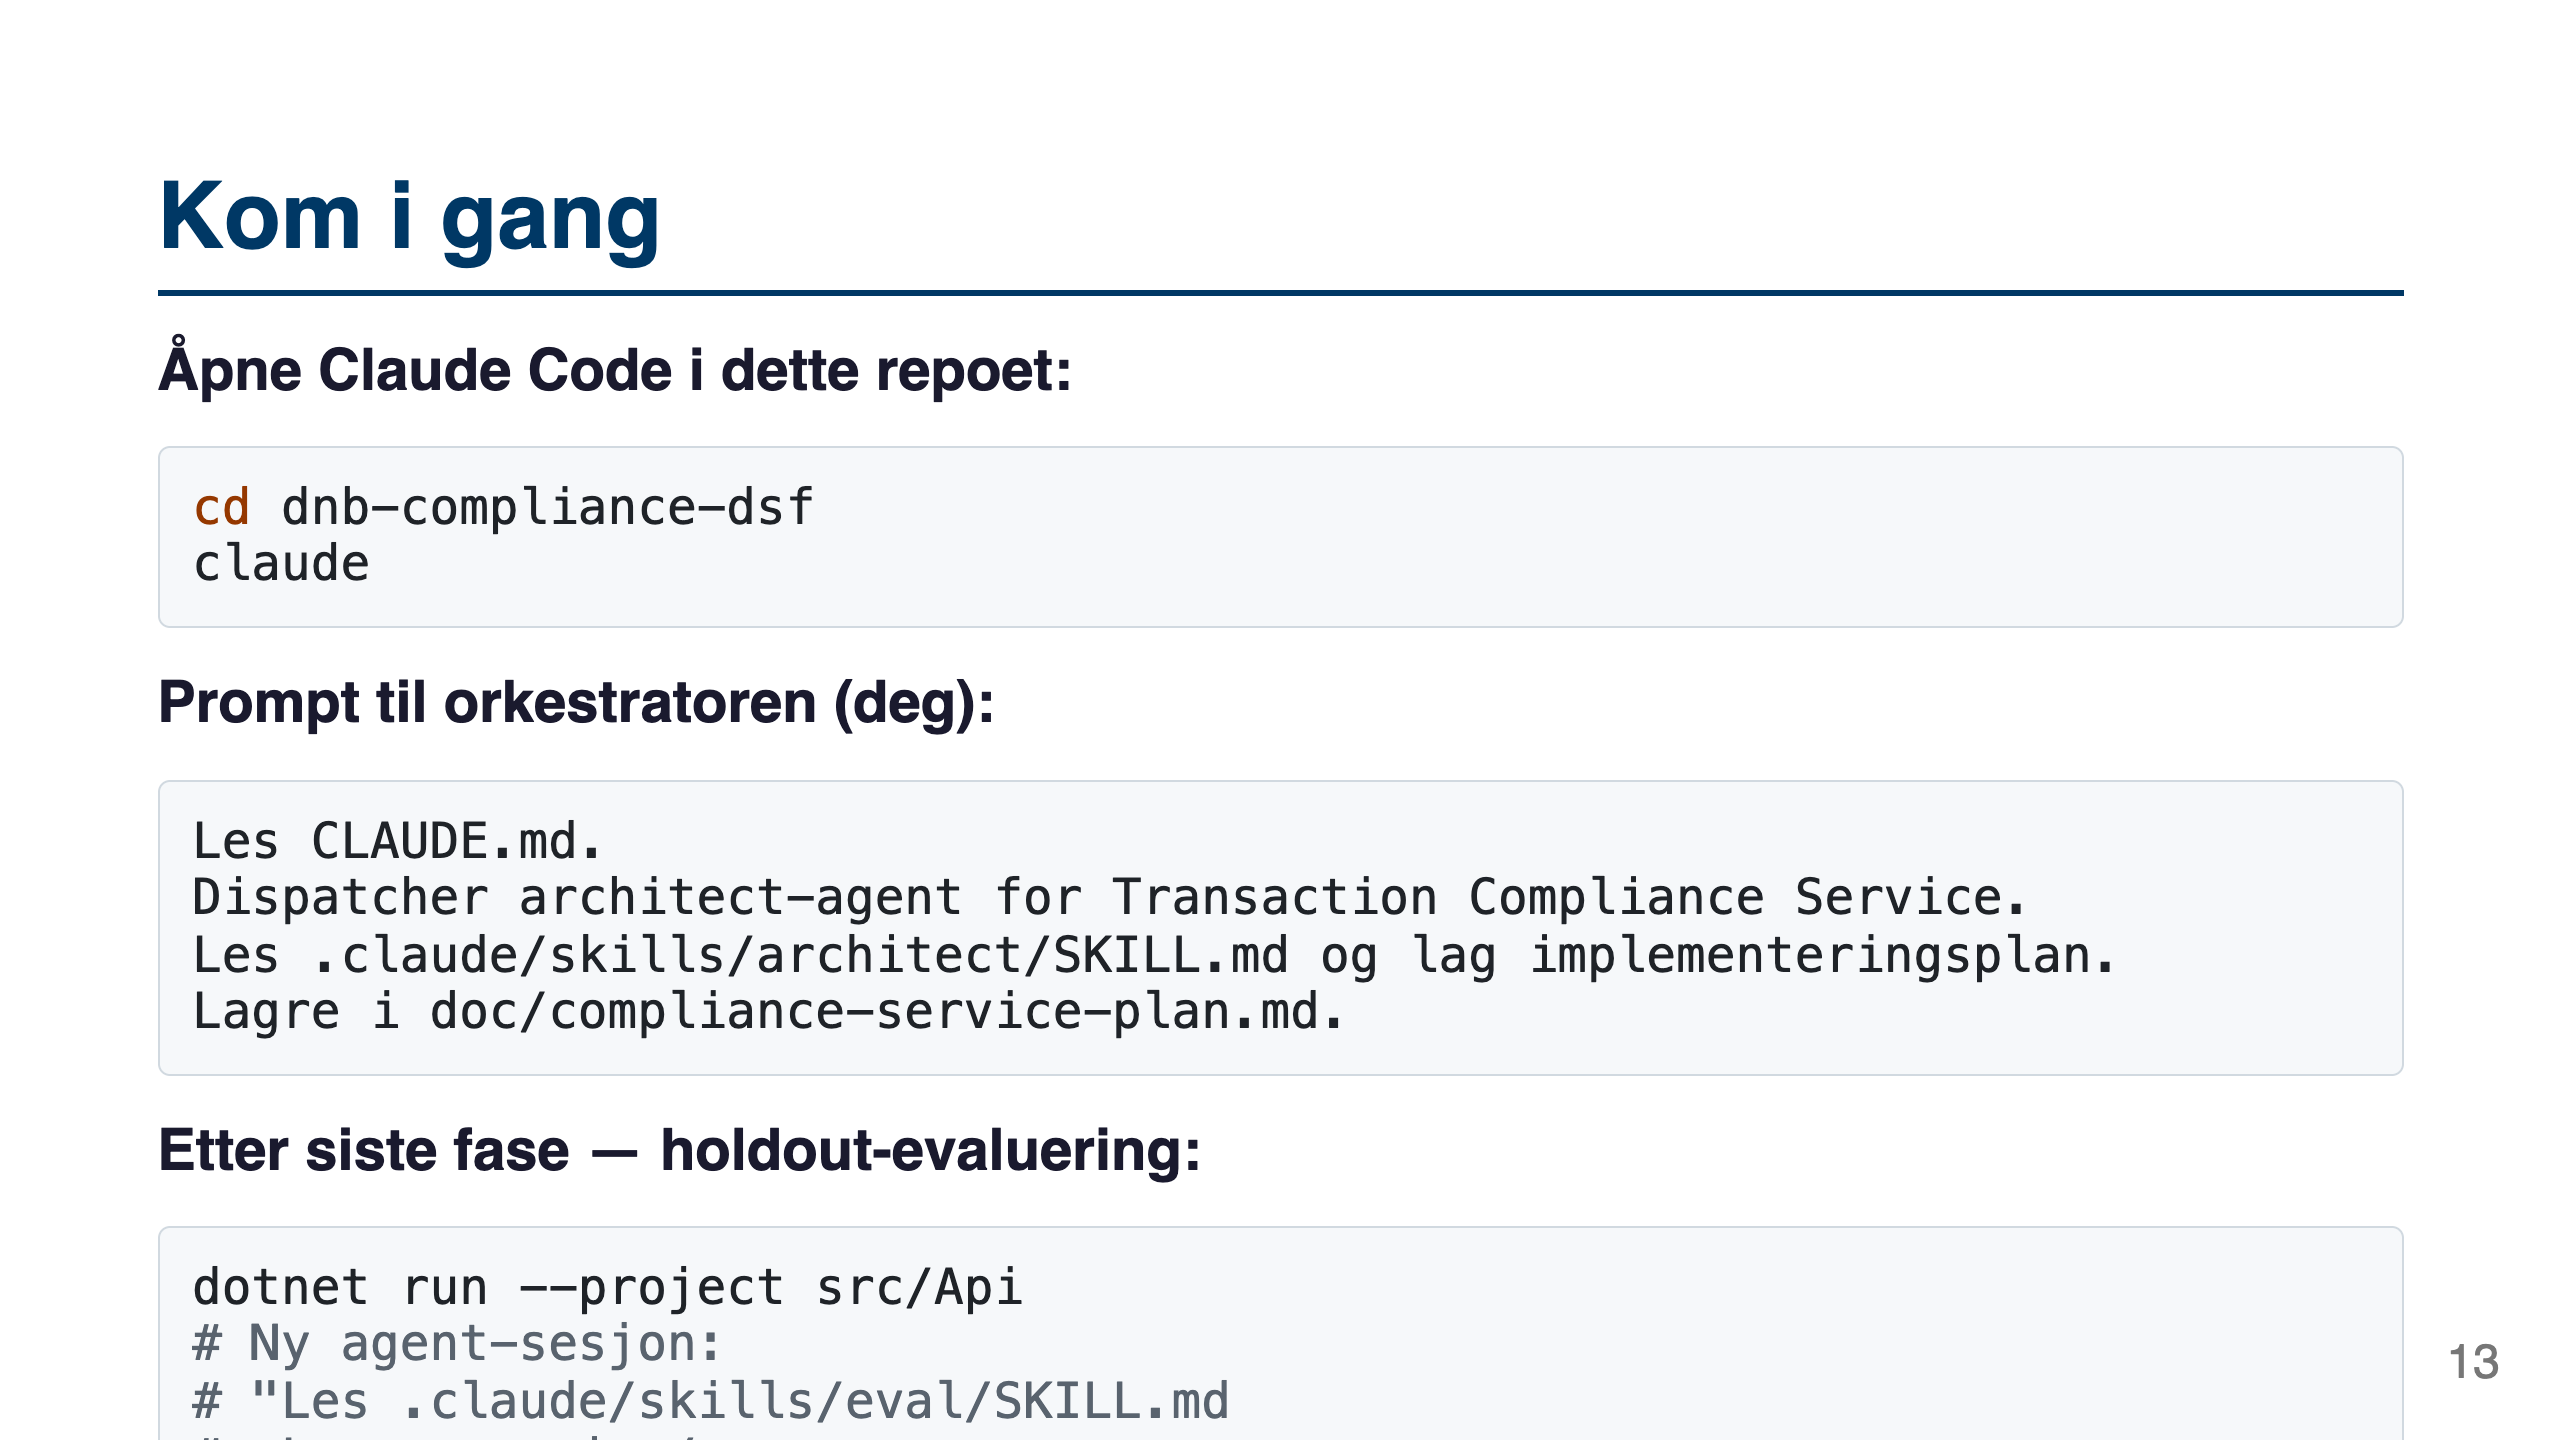 Kom i gang
Åpne Claude Code i dette repoet:
cd dnb-compliance-dsf
claude
Prompt til orkestratoren (deg):
Les CLAUDE.md.
Dispatcher architect-agent for Transaction Compliance Service.
Les .claude/skills/architect/SKILL.md og lag implementeringsplan.
Lagre i doc/compliance-service-plan.md.
Etter siste fase — holdout-evaluering:
dotnet run --project src/Api
# Ny agent-sesjon:
# "Les .claude/skills/eval/SKILL.md
13